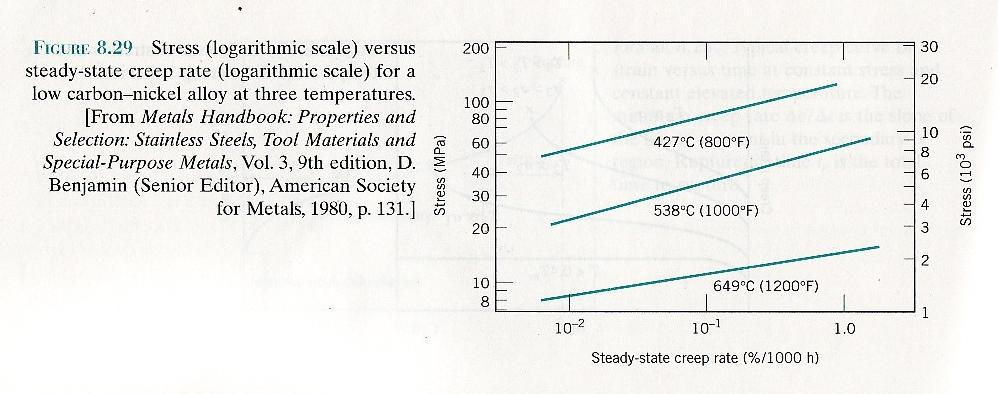 FIGURE 8.29 Stress (logarithmic scale) versus
steady-state creep rate (logarithmic scale) for a
low carbon–nickel alloy at three temperatures.
[From Metals Handbook: Properties and
Selection: Stainless Steels, Tool Materials and
Special-Purpose Metals, Vol. 3, 9th edition, D.
Benjamin (Senior Editor), American Society
for Metals, 1980, p. 131.]
Stress (MPa)
200
100
80
60
40
30
20
10
8
427°C (800°F)
538°C (1000°F)
649°C (1200°F)
30
20
10
8
6
4
3
2
1
Stress (10³ psi)
10⁻² 10⁻¹ 1.0
Steady-state creep rate (%/1000 h)